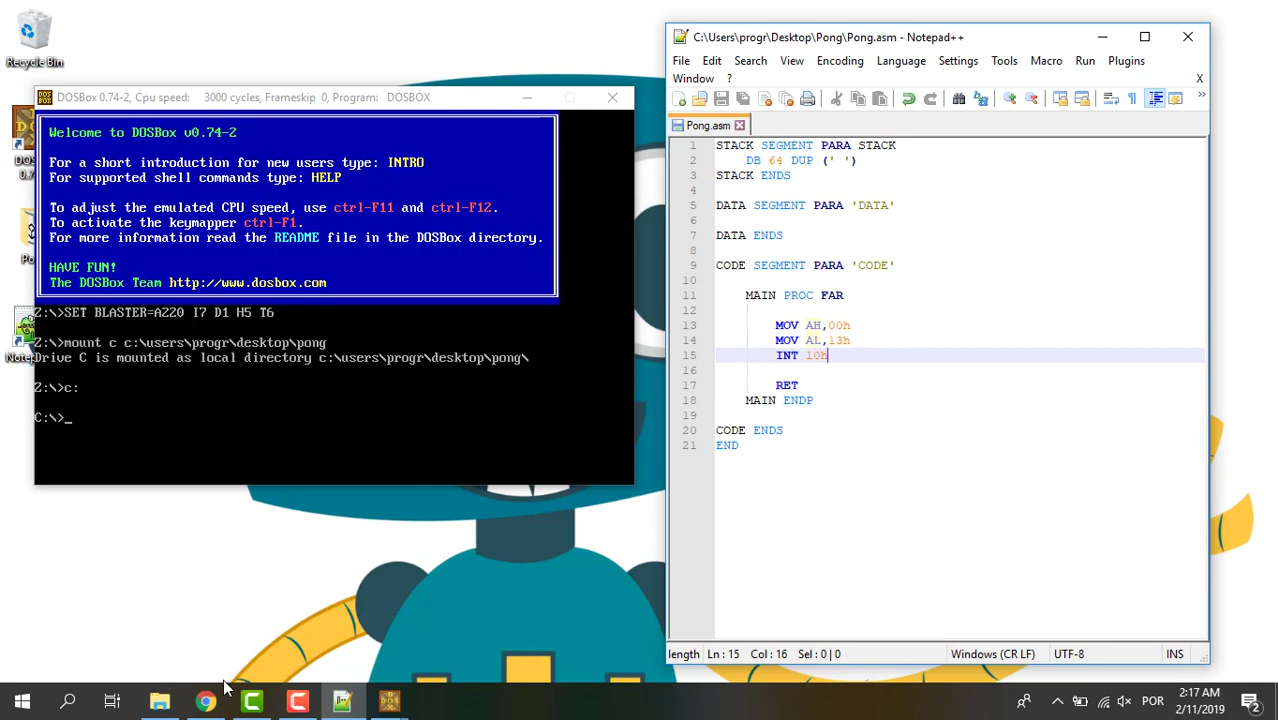 Recycle Bin
DOSBox 0.74-2, Cpu speed: 3000 cycles, Frameskip 0, Program: DOSBOX
Welcome to DOSBox v0.74-2
For a short introduction for new users type: INTRO
For supported shell commands type: HELP
To adjust the emulated CPU speed, use ctrl-F11 and ctrl-F12.
To activate the keymapper ctrl-F1.
For more information read the README file in the DOSBox directory.
HAVE FUN!
The DOSBox Team http://www.dosbox.com
Z:\>SET BLASTER=A220 I7 D1 H5 T6
Z:\>mount c c:\users\progr\desktop\pong
Drive C is mounted as local directory c:\users\progr\desktop\pong\
Z:\>c:
C:\>_
C:\Users\progr\Desktop\Pong\Pong.asm - Notepad++
File Edit Search View Encoding Language Settings Tools Macro Run Plugins
Window ? X
Pong.asm
1 STACK SEGMENT PARA STACK
2 DB 64 DUP (' ')
3 STACK ENDS
4
5 DATA SEGMENT PARA 'DATA'
6
7 DATA ENDS
8
9 CODE SEGMENT PARA 'CODE'
10
11 MAIN PROC FAR
12
13 MOV AH,00h
14 MOV AL,13h
15 INT 10h
16
17 RET
18 MAIN ENDP
19
20 CODE ENDS
21 END
length Ln : 15 Col : 16 Sel : 0 | 0 Windows (CR LF) UTF-8 INS
POR
2:17 AM
2/11/2019
2